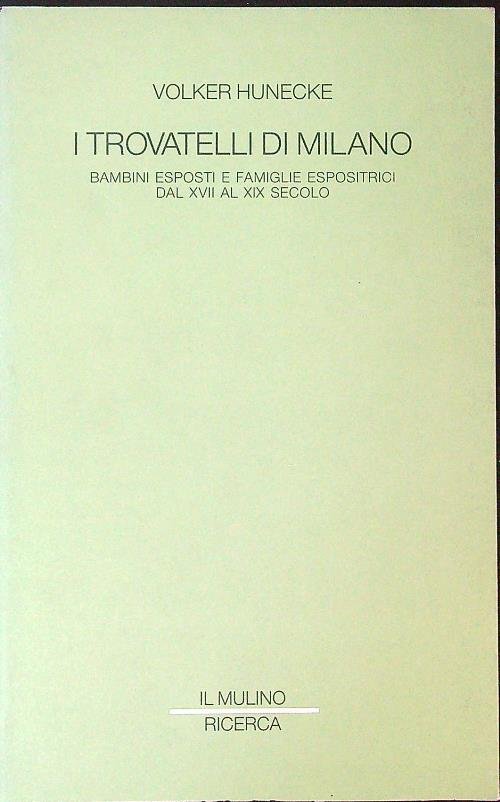 VOLKER HUNECKE
I TROVATELLI DI MILANO
BAMBINI ESPOSTI E FAMIGLIE ESPOSITRICI
DAL XVII AL XIX SECOLO
IL MULINO
RICERCA